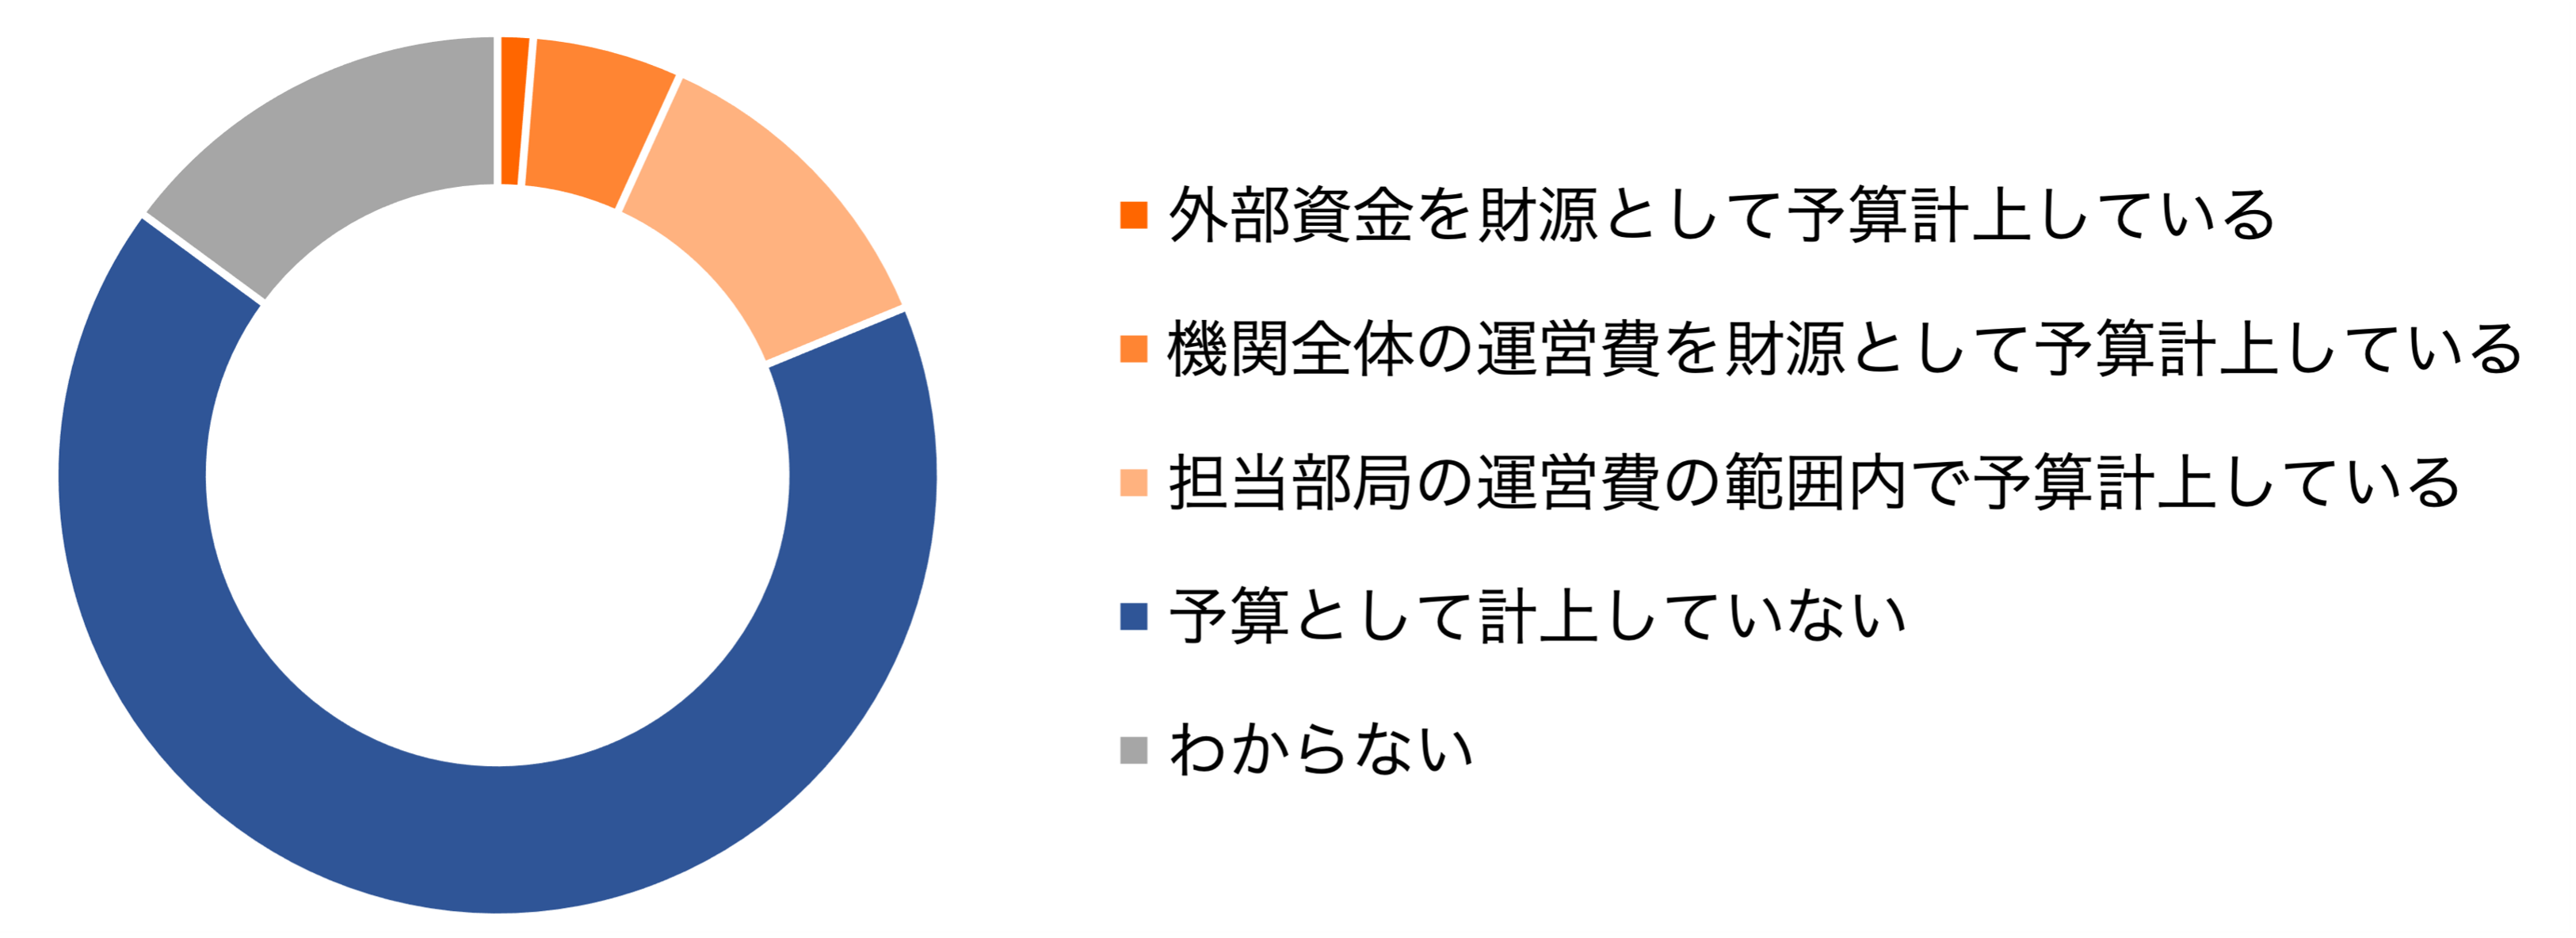 外部資金を財源として予算計上している
機関全体の運営費を財源として予算計上している
担当部局の運営費の範囲内で予算計上している
予算として計上していない
わからない